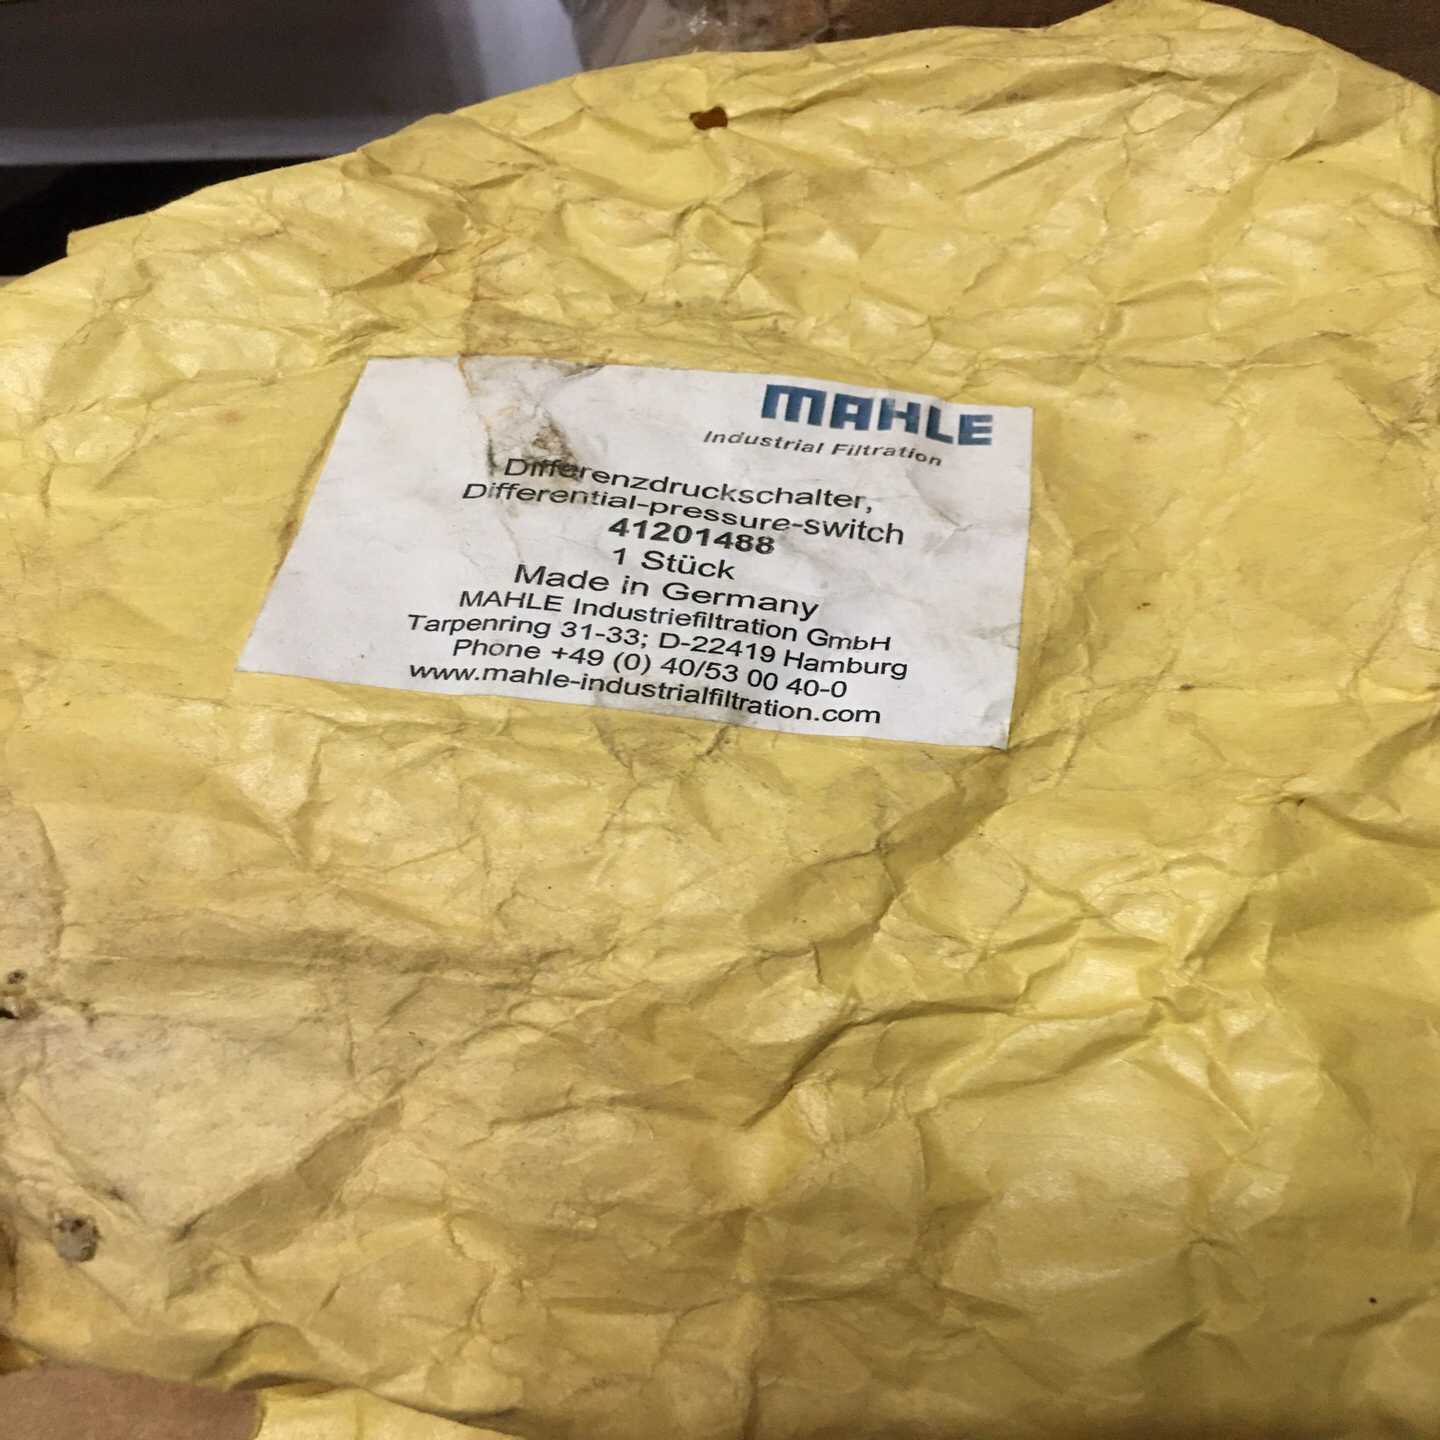 MAHLE
Industrial Filtration
Differenzdruckschalter,
Differential-pressure-switch
41201488
1 Stück
Made in Germany
MAHLE Industriefiltration GmbH
Tarpenring 31-33; D-22419 Hamburg
Phone +49 (0) 40/53 00 40-0
www.mahle-industrialfiltration.com